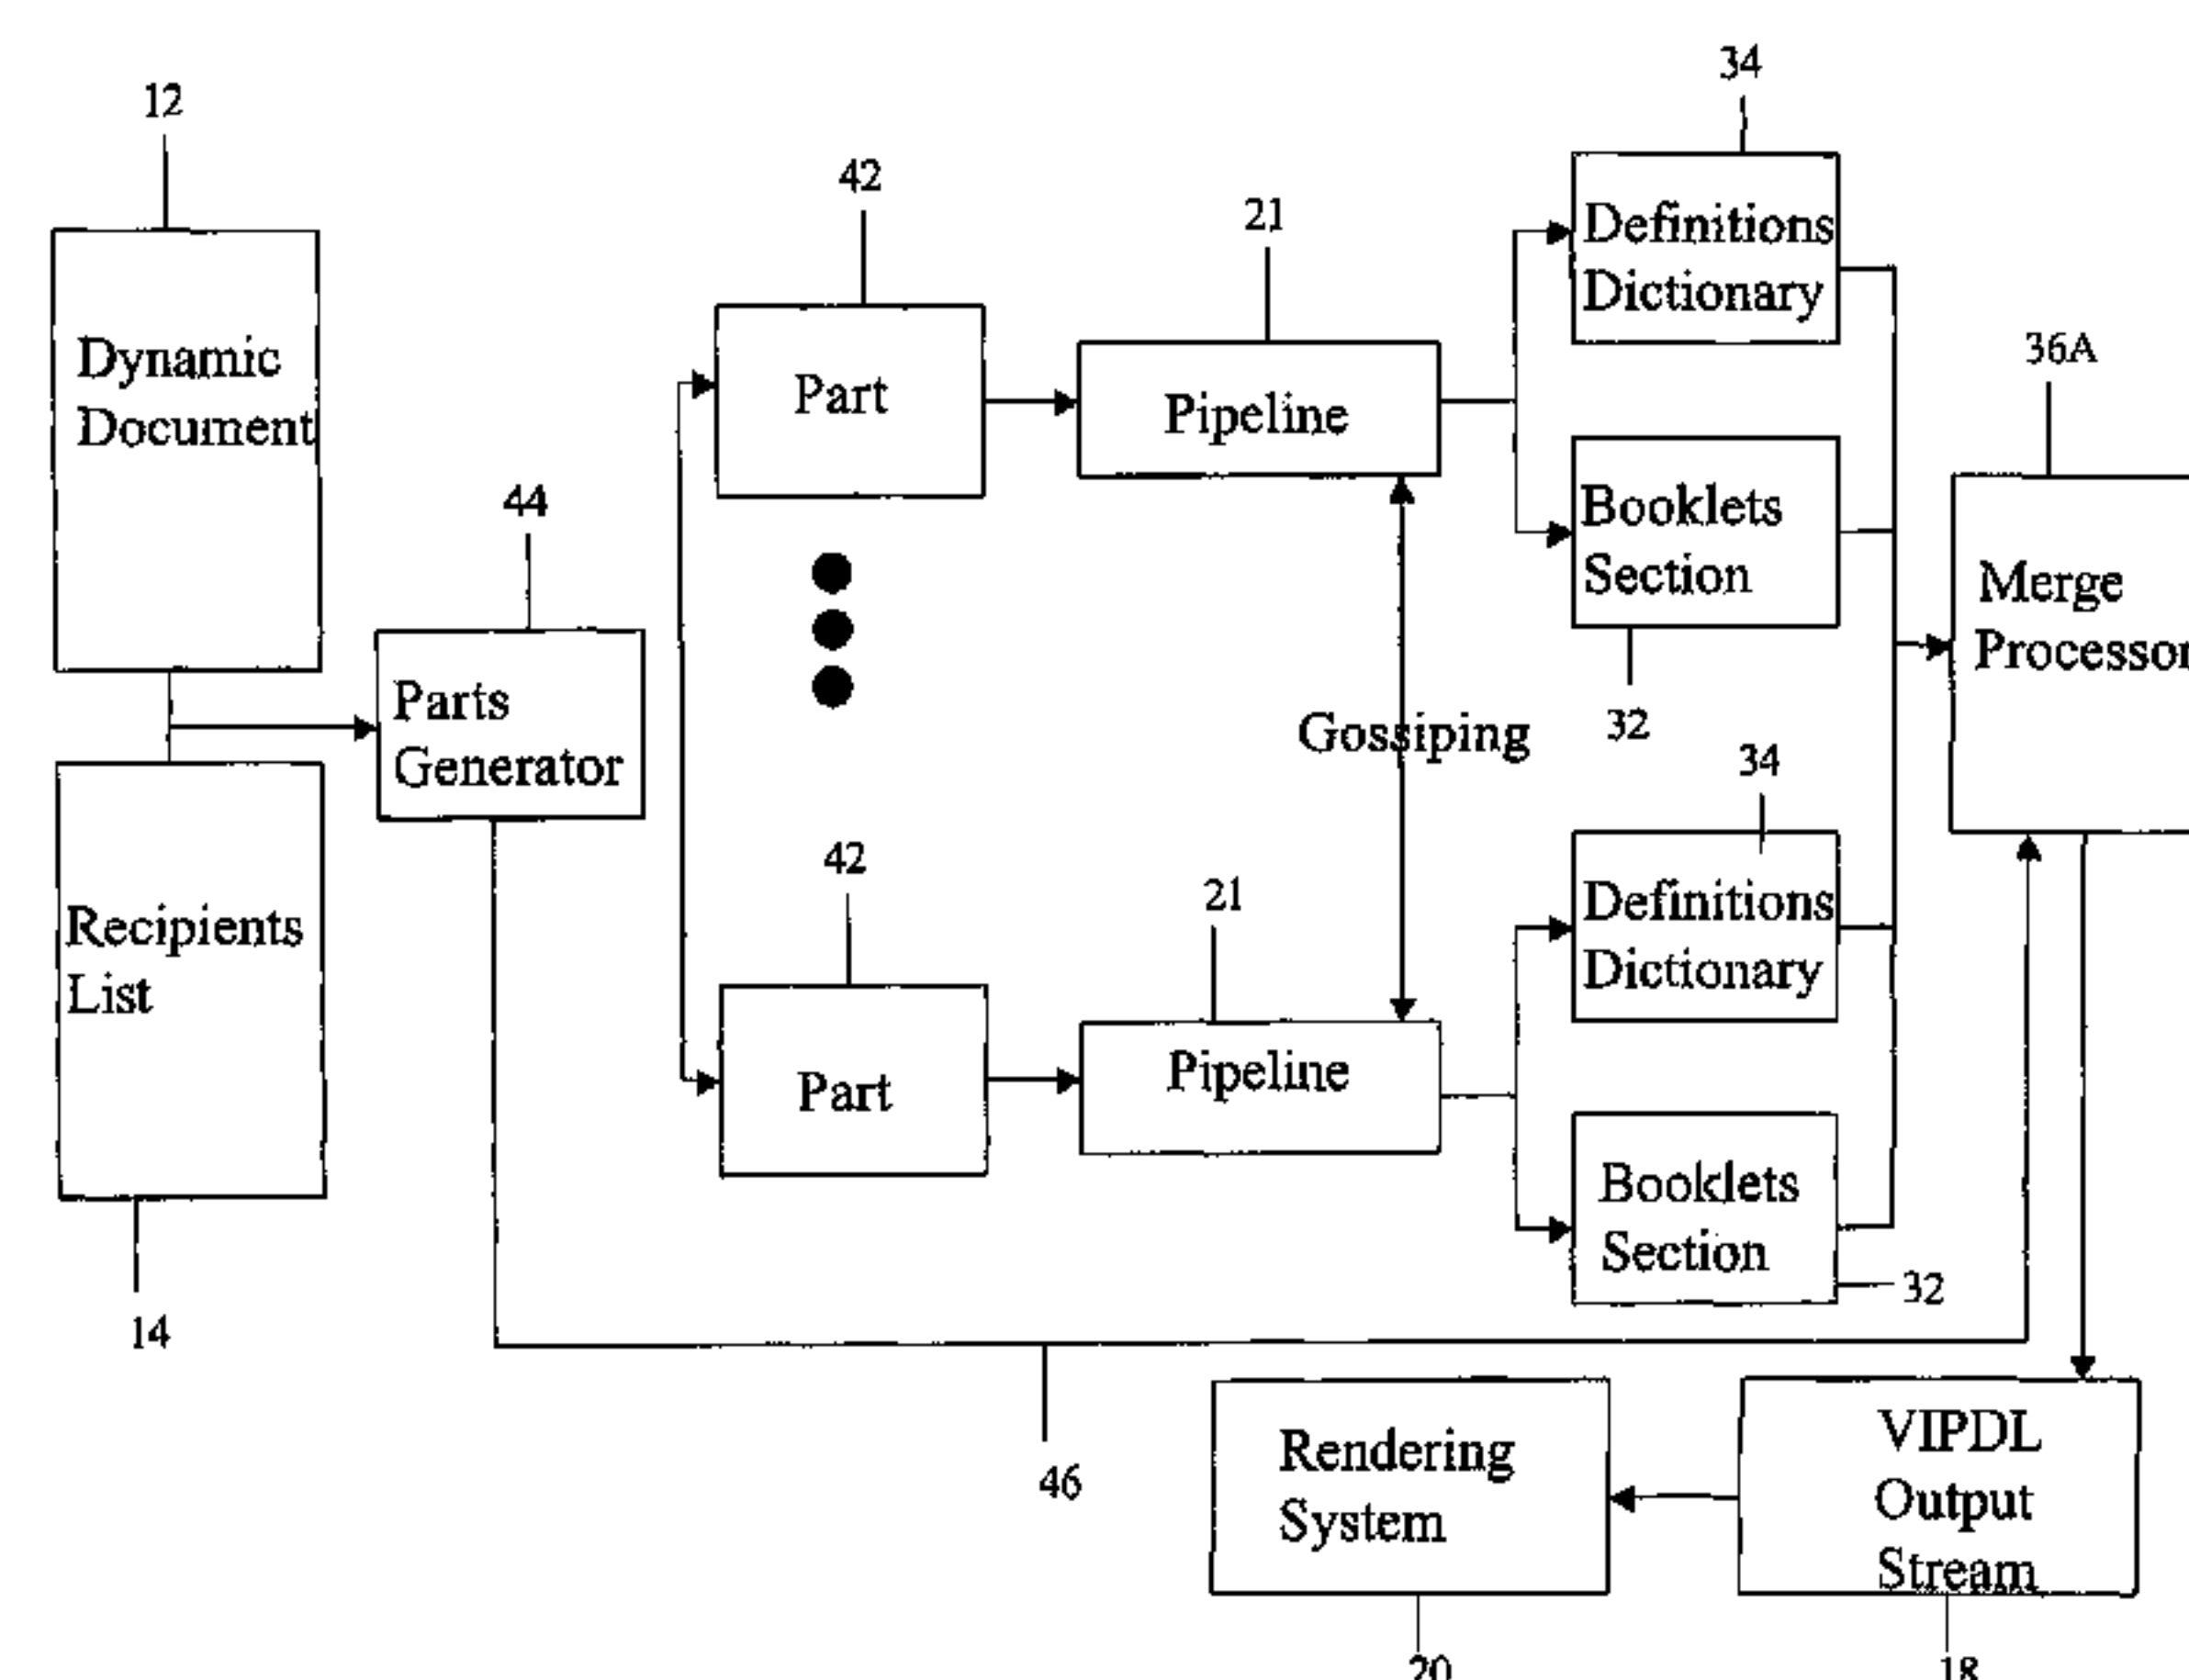 34
12
42
21
Definitions
Dictionary
36A
Dynamic
Document
Part
Pipeline
44
Booklets
Section
Merge
Processor
Parts
Generator
Gossiping
32
34
42
21
Recipients
List
Definitions
Dictionary
Part
Pipeline
Booklets
Section
32
14
46
Rendering
System
VIPDL
Output
Stream
20
18